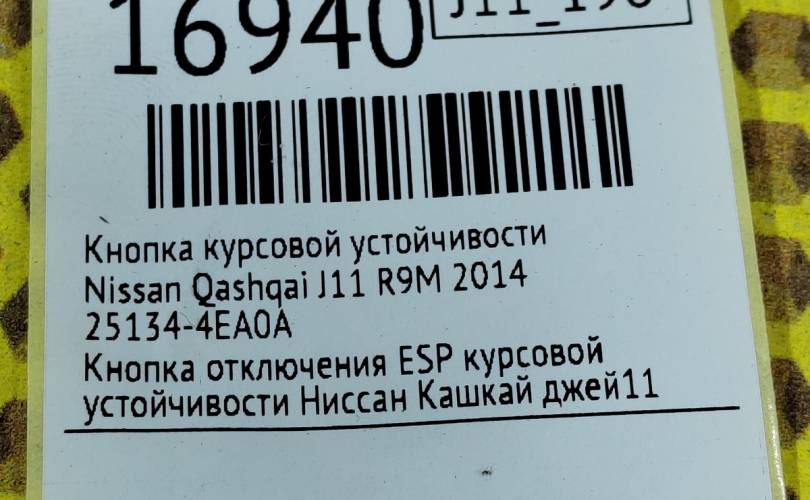 16940
Кнопка курсовой устойчивости
Nissan Qashqai J11 R9M 2014
25134-4EA0A
Кнопка отключения ESP курсовой
устойчивости Ниссан Кашкай джей11